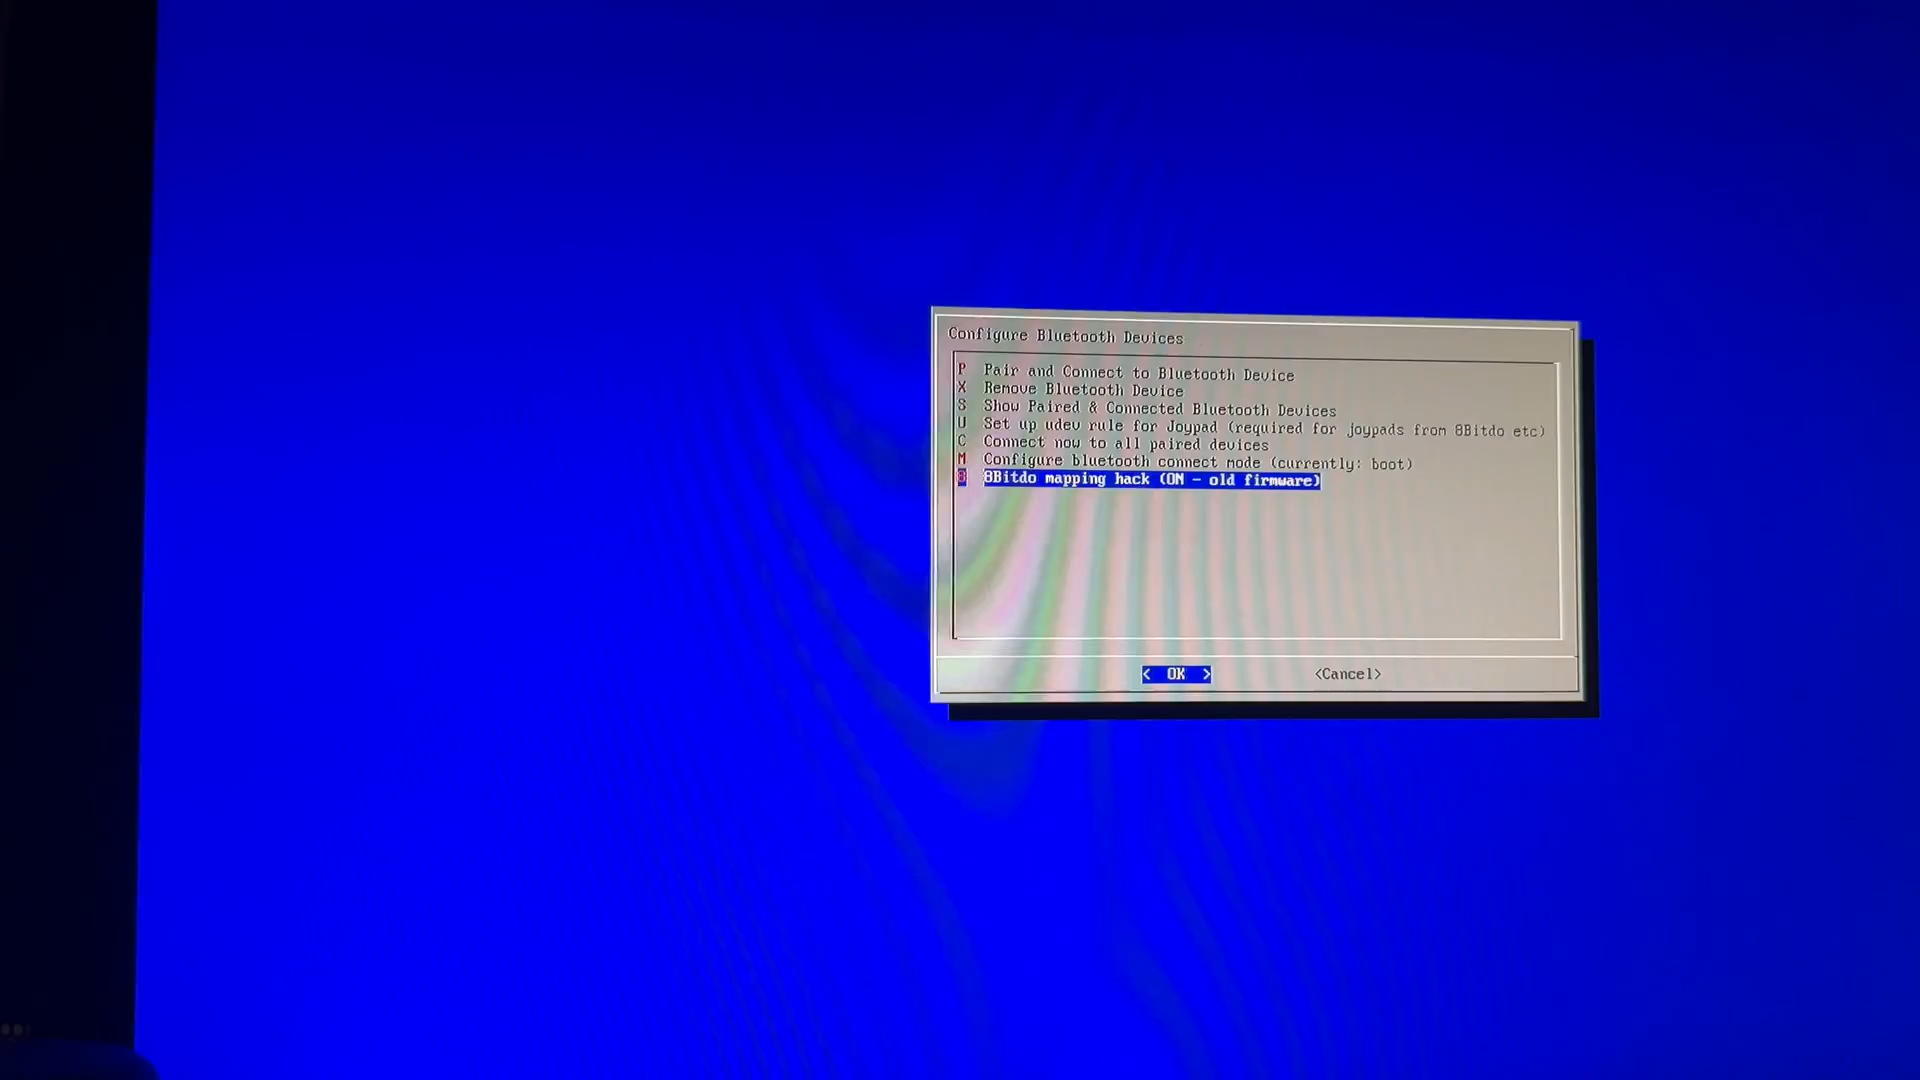 Configure Bluetooth Devices
P Pair and Connect to Bluetooth Device
X Remove Bluetooth Device
S Show Paired & Connected Bluetooth Devices
U Set up udev rule for Joypad (required for joypads from 8Bitdo etc)
C Connect now to all paired devices
M Configure bluetooth connect mode (currently: boot)
8 8Bitdo mapping hack (ON - old firmware)
< OK > <Cancel>